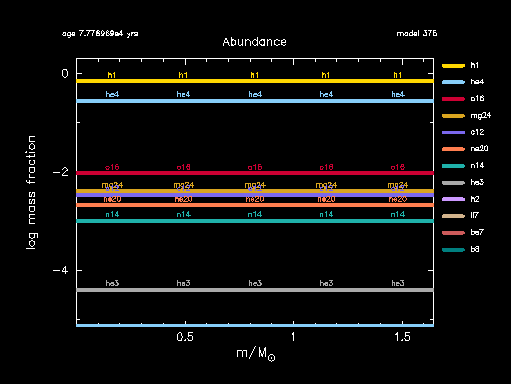 age 7.776969e4 yrs
model 376
Abundance
h1 h1 h1 h1 h1
he4 he4 he4 he4 he4
o16 o16 o16 o16 o16
mg24 mg24 mg24 mg24 mg24
ne20 ne20 ne20 ne20 ne20
n14 n14 n14 n14 n14
he3 he3 he3 he3 he3
0
−2
−4
log mass fraction
0.5 1 1.5
m/M⊙
h1
he4
o16
mg24
c12
ne20
n14
he3
h2
li7
be7
b8